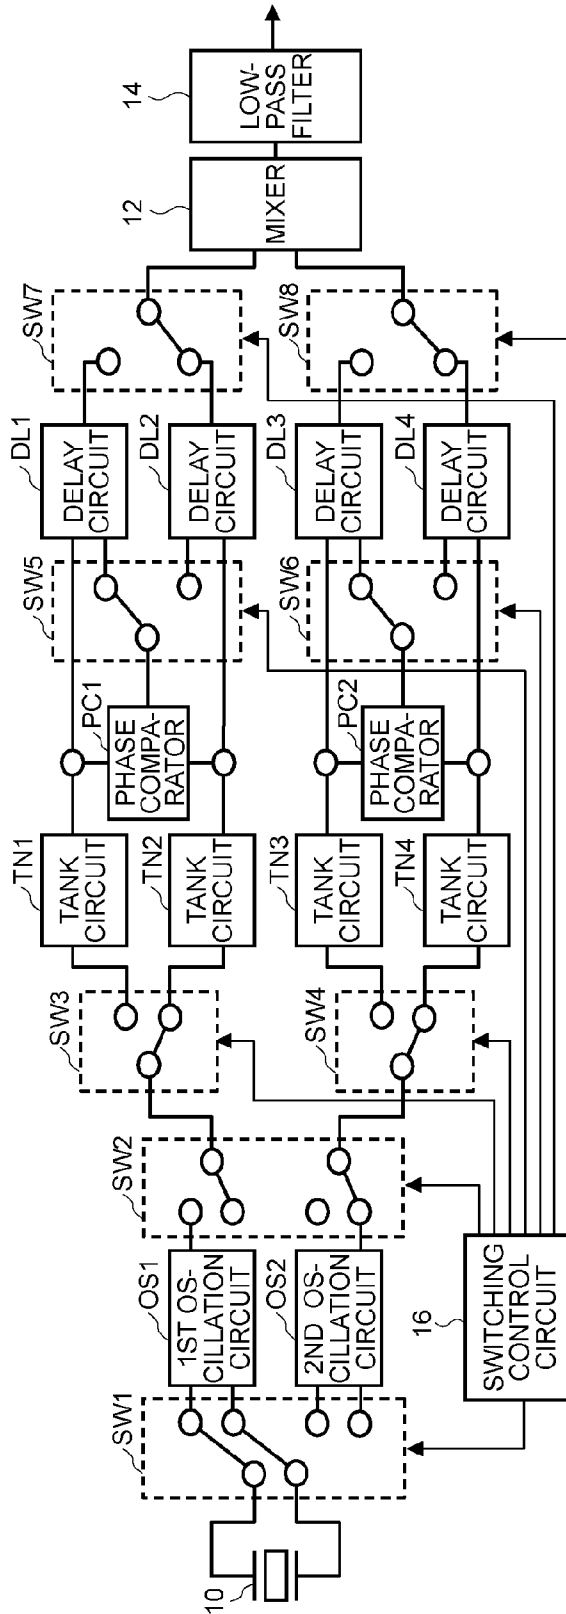 10
SW1
OS1
1ST OS-
CILLATION
CIRCUIT
OS2
2ND OS-
CILLATION
CIRCUIT
16
SWITCHING
CONTROL
CIRCUIT
SW2
SW3
SW4
TN1
TANK
CIRCUIT
TN2
TANK
CIRCUIT
TN3
TANK
CIRCUIT
TN4
TANK
CIRCUIT
PC1
PHASE
COMPA-
RATOR
PC2
PHASE
COMPA-
RATOR
SW5
SW6
DL1
DELAY
CIRCUIT
DL2
DELAY
CIRCUIT
DL3
DELAY
CIRCUIT
DL4
DELAY
CIRCUIT
SW7
SW8
12
MIXER
14
LOW-
PASS
FILTER